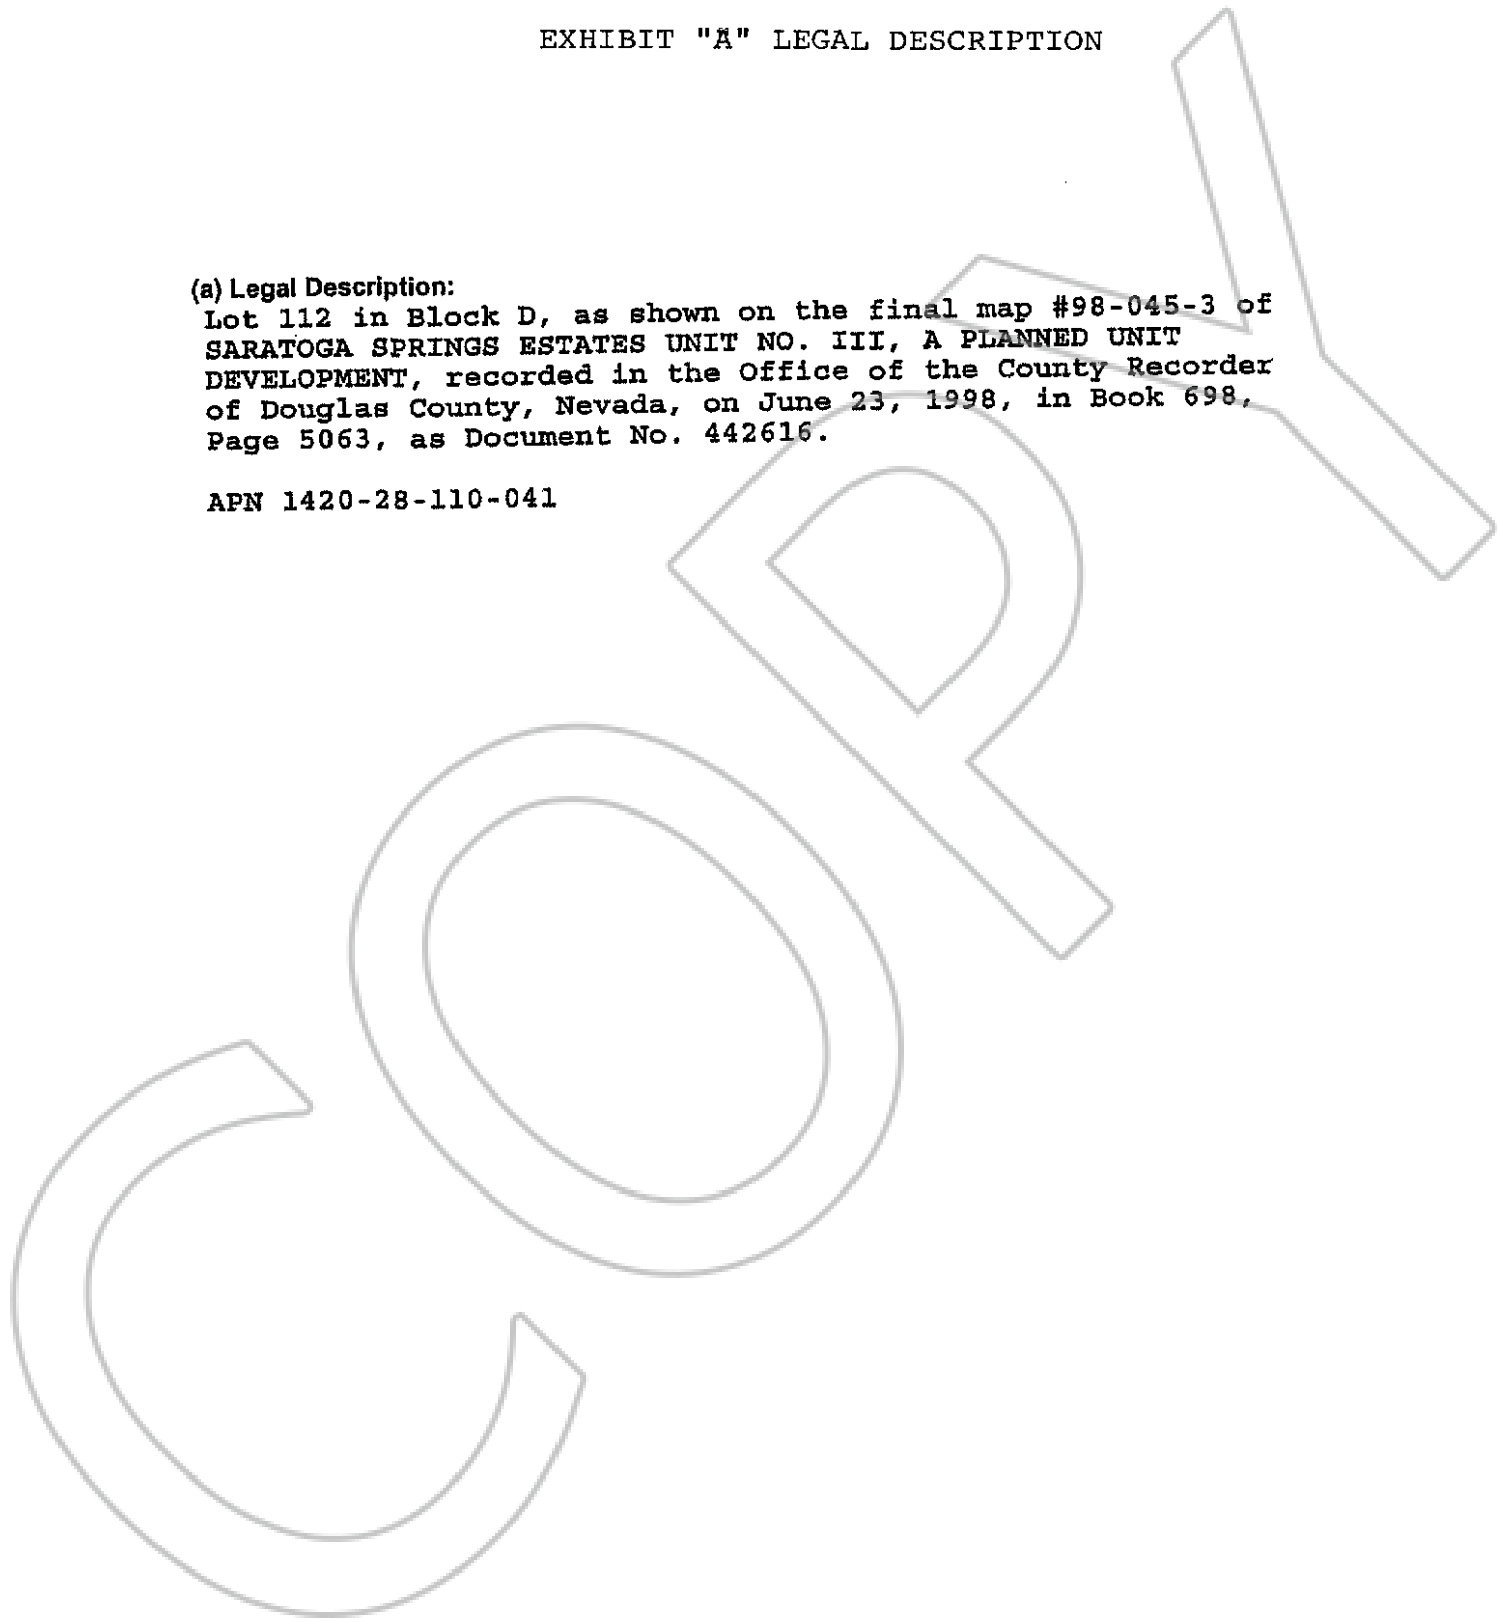 EXHIBIT "A" LEGAL DESCRIPTION
(a) Legal Description:
Lot 112 in Block D, as shown on the final map #98-045-3 of
SARATOGA SPRINGS ESTATES UNIT NO. III, A PLANNED UNIT
DEVELOPMENT, recorded in the Office of the County Recorder
of Douglas County, Nevada, on June 23, 1998, in Book 698,
Page 5063, as Document No. 442616.
APN 1420-28-110-041
COPY